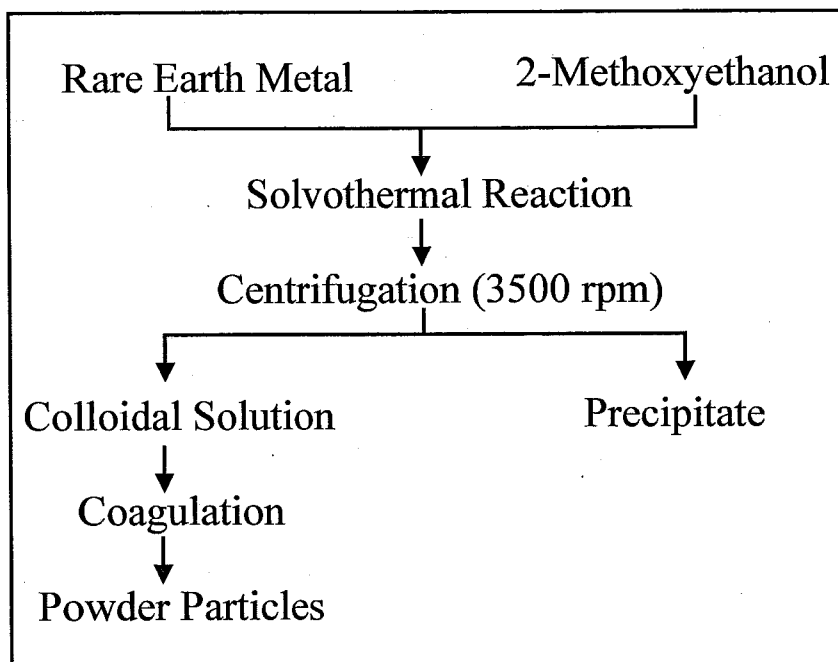 Rare Earth Metal
2-Methoxyethanol
Solvothermal Reaction
Centrifugation (3500 rpm)
Colloidal Solution
Precipitate
Coagulation
Powder Particles